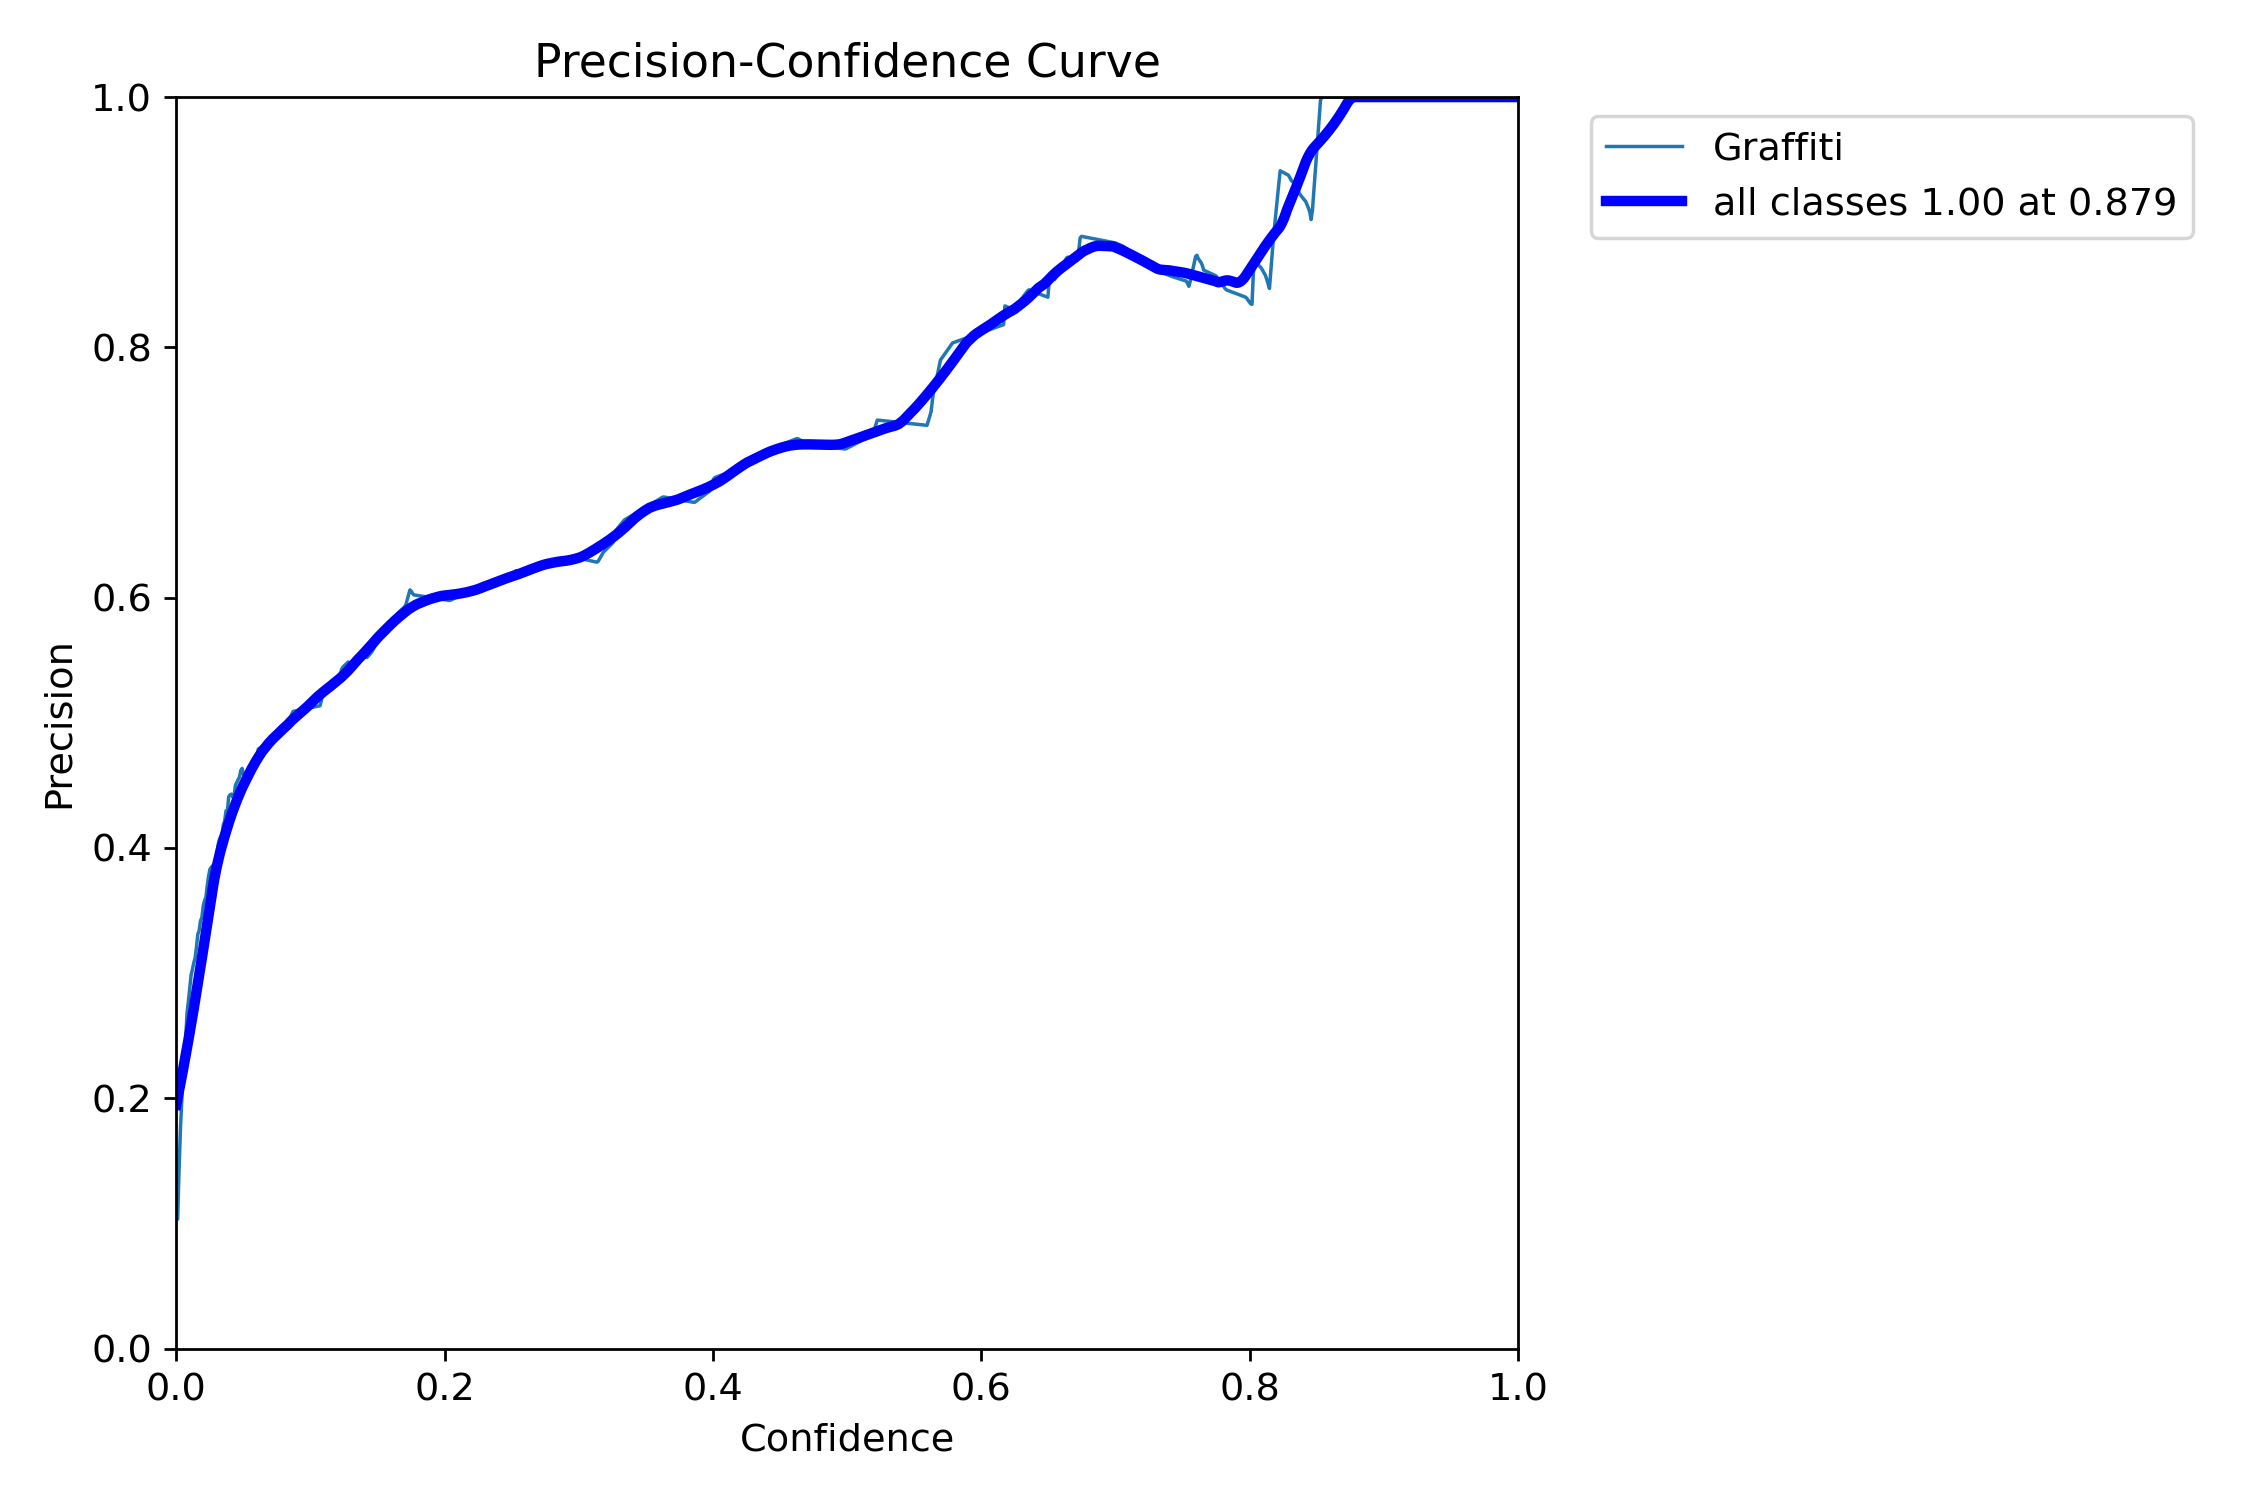 Precision-Confidence Curve
1.0
0.8
0.6
0.4
0.2
0.0
Precision
0.0 0.2 0.4 0.6 0.8 1.0
Confidence
Graffiti
all classes 1.00 at 0.879